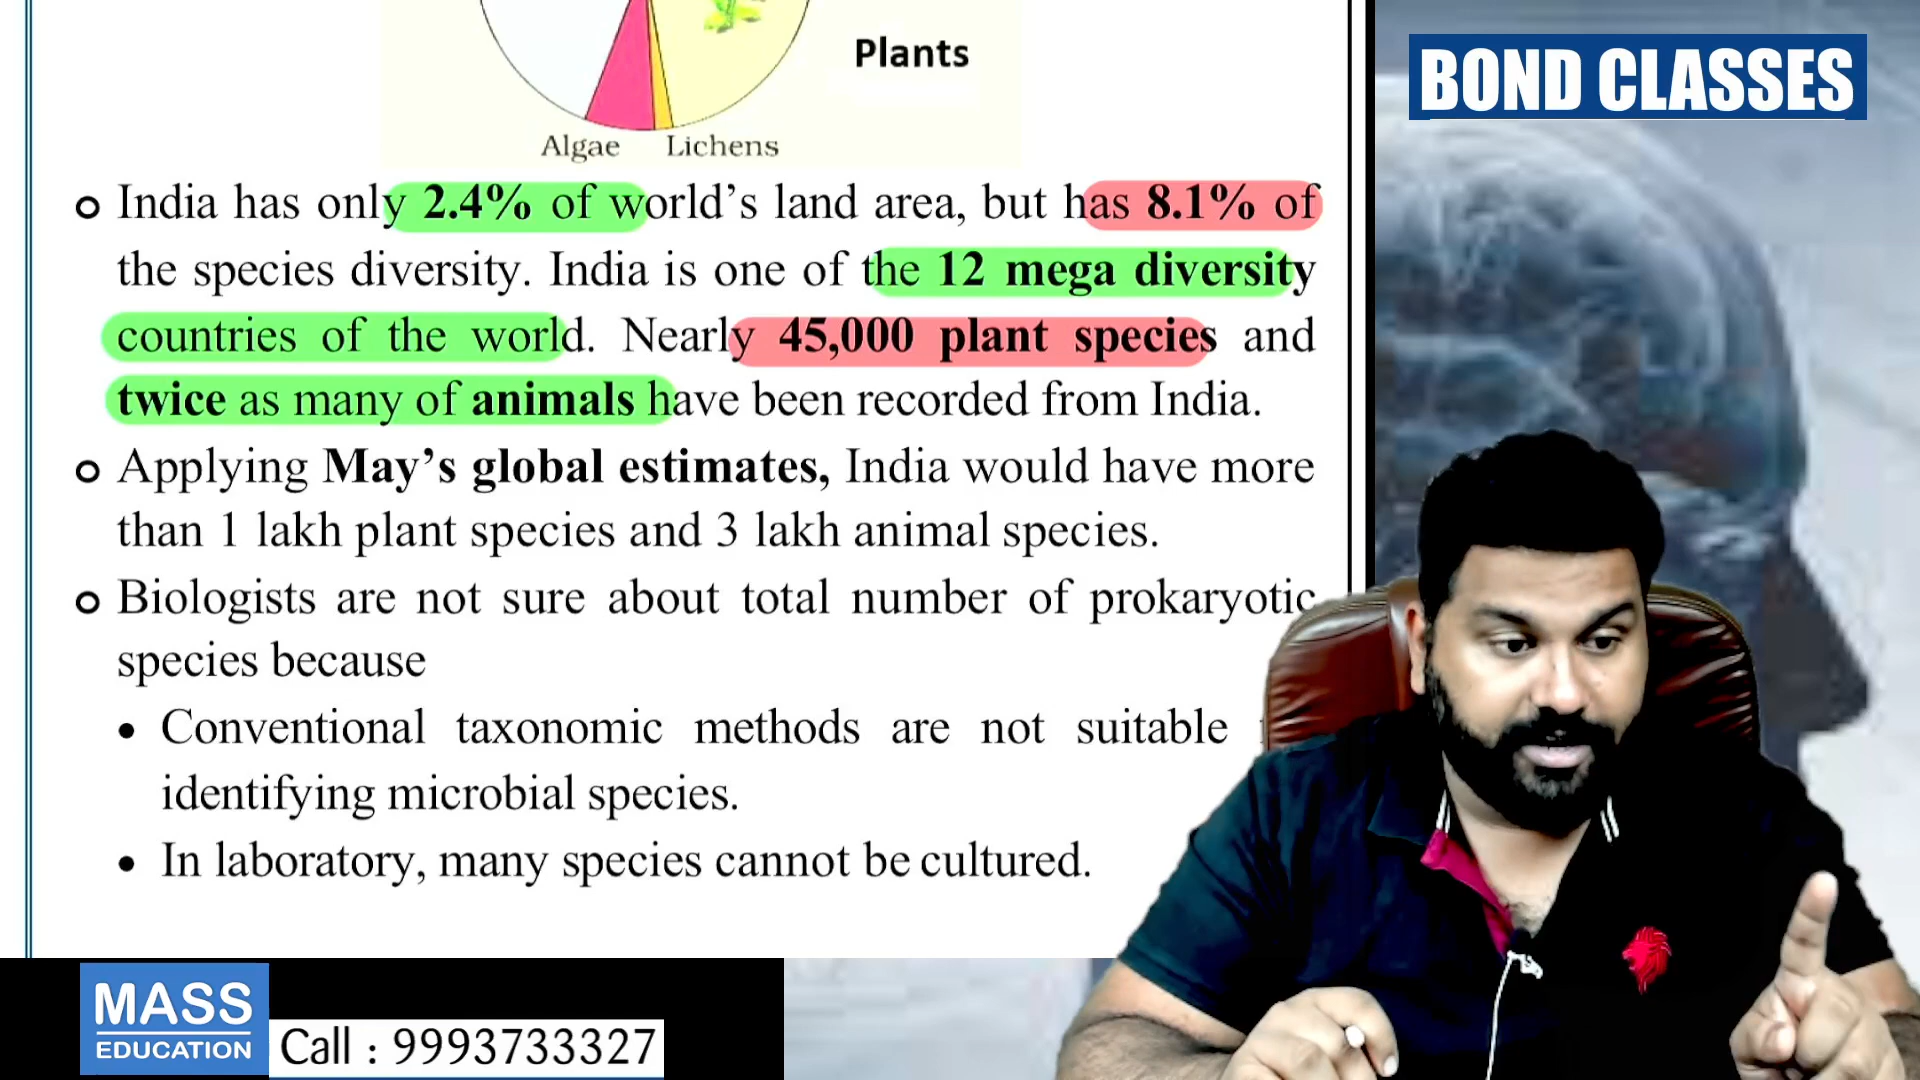 Plants
BOND CLASSES
Algae Lichens
o India has only 2.4% of world’s land area, but has 8.1% of
the species diversity. India is one of the 12 mega diversity
countries of the world. Nearly 45,000 plant species and
twice as many of animals have been recorded from India.
o Applying May’s global estimates, India would have more
than 1 lakh plant species and 3 lakh animal species.
o Biologists are not sure about total number of prokaryotic
species because
• Conventional taxonomic methods are not suitable
identifying microbial species.
• In laboratory, many species cannot be cultured.
MASS
EDUCATION
Call : 9993733327